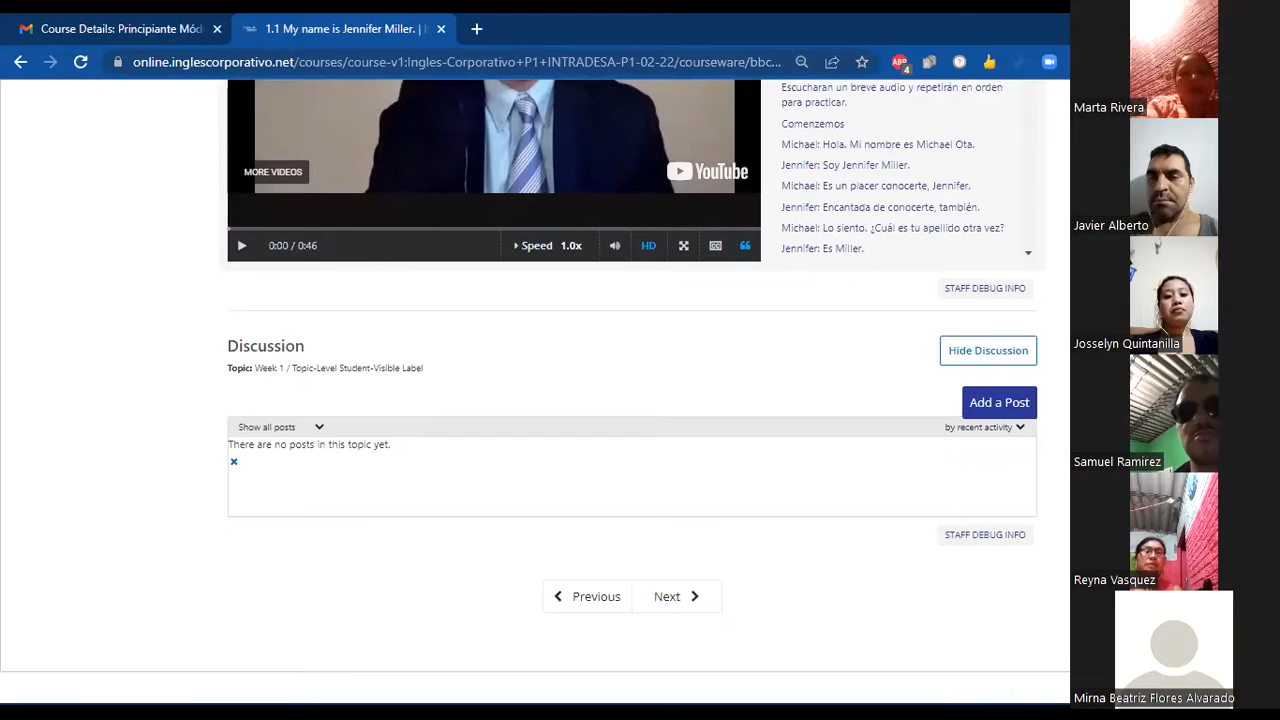 Course Details: Principiante Mód
1.1 My name is Jennifer Miller. |
online.inglescorporativo.net/courses/course-v1:Ingles-Corporativo+P1+INTRADESA-P1-02-22/courseware/bbc...
ABP
4
MORE VIDEOS
YouTube
0:00 / 0:46
Speed 1.0x
HD
Escucharan un breve audio y repetirán en orden
para practicar.
Comenzemos
Michael: Hola. Mi nombre es Michael Ota.
Jennifer: Soy Jennifer Miller.
Michael: Es un placer conocerte, Jennifer.
Jennifer: Encantada de conocerte, también.
Michael: Lo siento. ¿Cuál es tu apellido otra vez?
Jennifer: Es Miller.
STAFF DEBUG INFO
Discussion
Hide Discussion
Topic: Week 1 / Topic-Level Student-Visible Label
Add a Post
Show all posts
by recent activity
There are no posts in this topic yet.
STAFF DEBUG INFO
Previous
Next
Marta Rivera
Javier Alberto
Josselyn Quintanilla
Samuel Ramirez
Reyna Vasquez
Mirna Beatriz Flores Alvarado